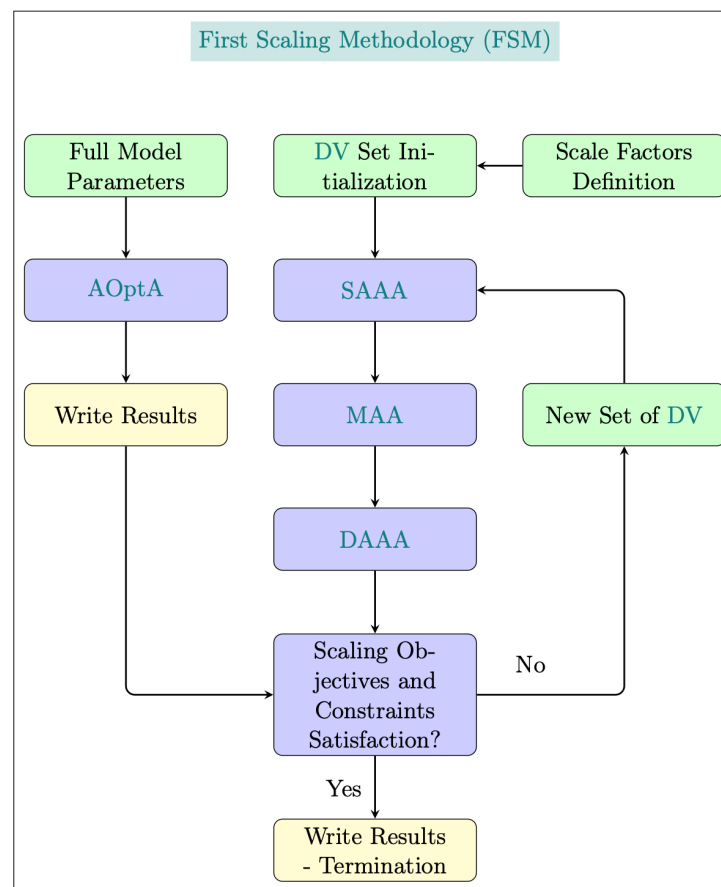 First Scaling Methodology (FSM)
Full Model
Parameters
DV Set Ini-
tialization
Scale Factors
Definition
AOptA
SAAA
Write Results
MAA
New Set of DV
DAAA
Scaling Ob-
jectives and
Constraints
Satisfaction?
No
Yes
Write Results
- Termination